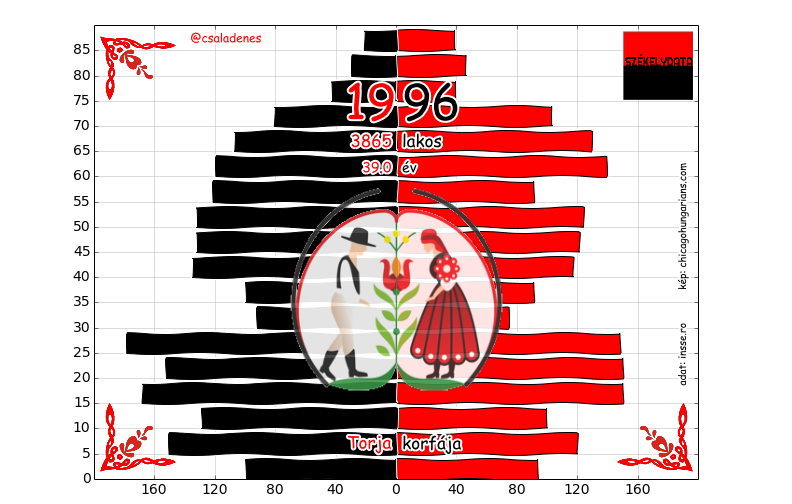 @csaladenes
SZÉKELYDATA
1996
3865 lakos
39.0 év
kép: chicagohungarians.com
adat: insse.ro
Torja korfája
85
80
75
70
65
60
55
50
45
40
35
30
25
20
15
10
5
0
160 120 80 40 0 40 80 120 160